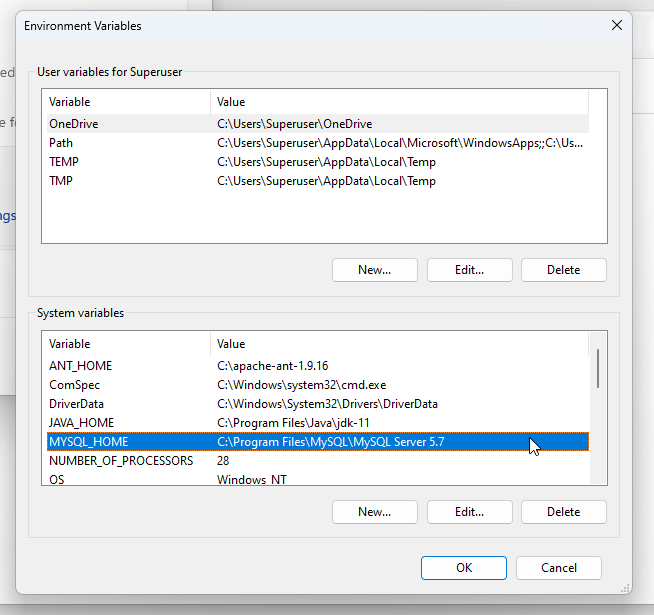 Environment Variables
ed
User variables for Superuser
Variable Value
e f
OneDrive C:\Users\Superuser\OneDrive
Path C:\Users\Superuser\AppData\Local\Microsoft\WindowsApps;;C:\Us...
TEMP C:\Users\Superuser\AppData\Local\Temp
TMP C:\Users\Superuser\AppData\Local\Temp
ngs
New... Edit... Delete
System variables
Variable Value
ANT_HOME C:\apache-ant-1.9.16
ComSpec C:\Windows\system32\cmd.exe
DriverData C:\Windows\System32\Drivers\DriverData
JAVA_HOME C:\Program Files\Java\jdk-11
MYSQL_HOME C:\Program Files\MySQL\MySQL Server 5.7
NUMBER_OF_PROCESSORS 28
OS Windows_NT
New... Edit... Delete
OK Cancel